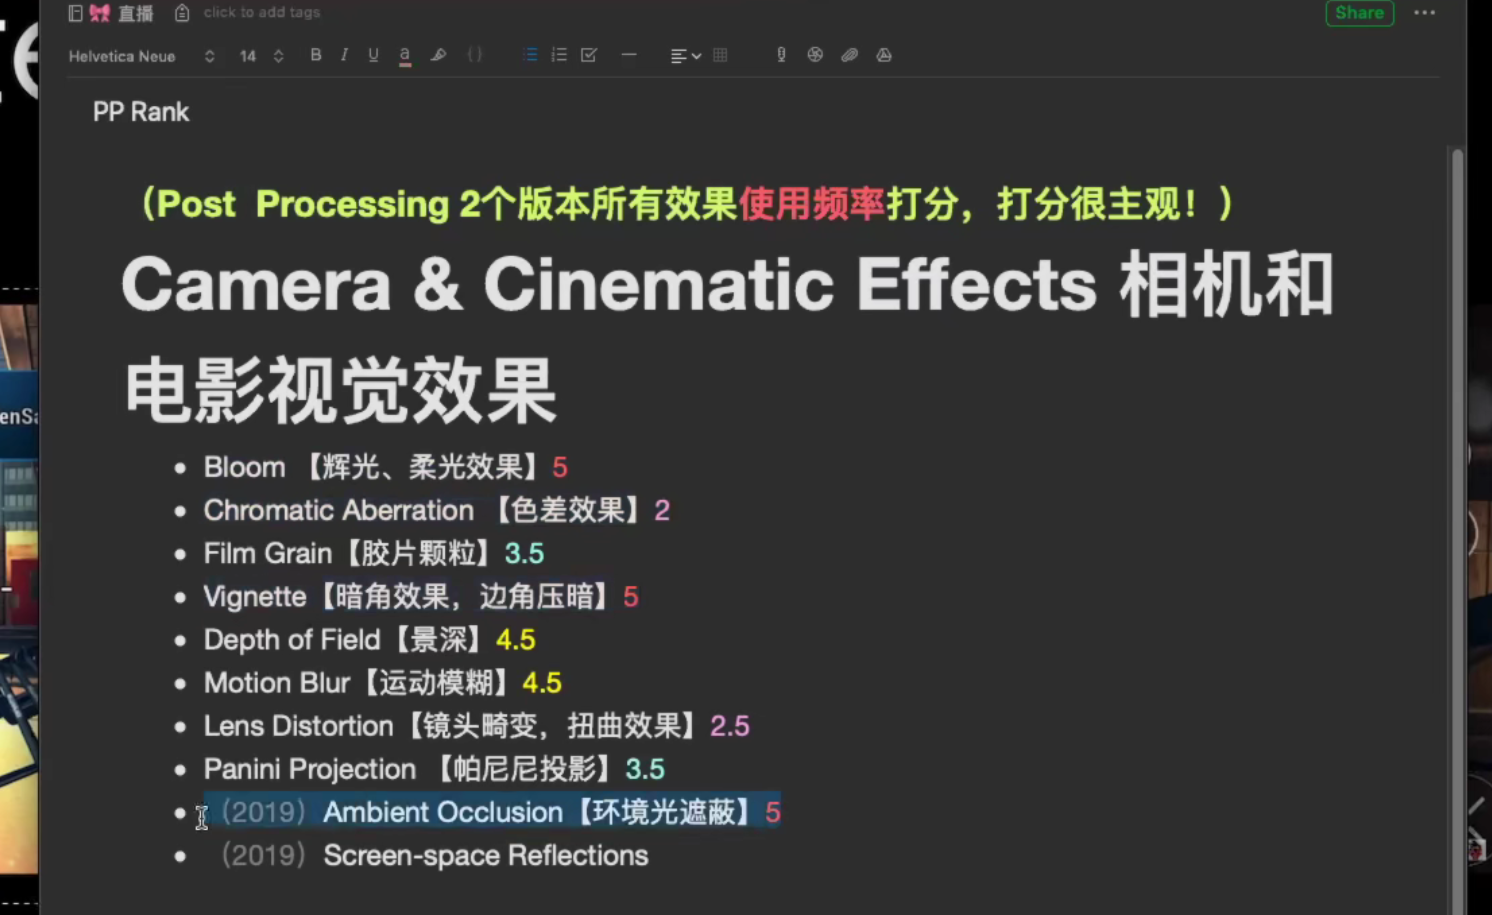 直播 click to add tags Share
Helvetica Neue 14 B I U a
PP Rank
（Post Processing 2个版本所有效果使用频率打分，打分很主观！）
Camera & Cinematic Effects 相机和
电影视觉效果
Bloom 【辉光、柔光效果】5
Chromatic Aberration 【色差效果】2
Film Grain【胶片颗粒】3.5
Vignette【暗角效果，边角压暗】5
Depth of Field【景深】4.5
Motion Blur【运动模糊】4.5
Lens Distortion【镜头畸变，扭曲效果】2.5
Panini Projection 【帕尼尼投影】3.5
（2019） Ambient Occlusion【环境光遮蔽】5
（2019） Screen-space Reflections